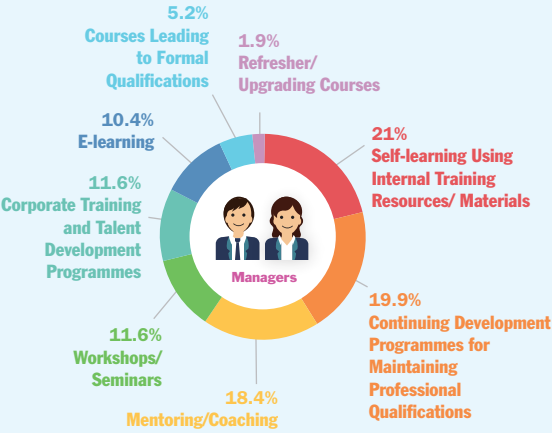 5.2%
Courses Leading
to Formal
Qualifications
1.9%
Refresher/
Upgrading Courses
10.4%
E-learning
21%
Self-learning Using
Internal Training
Resources/ Materials
11.6%
Corporate Training
and Talent
Development
Programmes
Managers
19.9%
Continuing Development
Programmes for
Maintaining
Professional
Qualifications
11.6%
Workshops/
Seminars
18.4%
Mentoring/Coaching